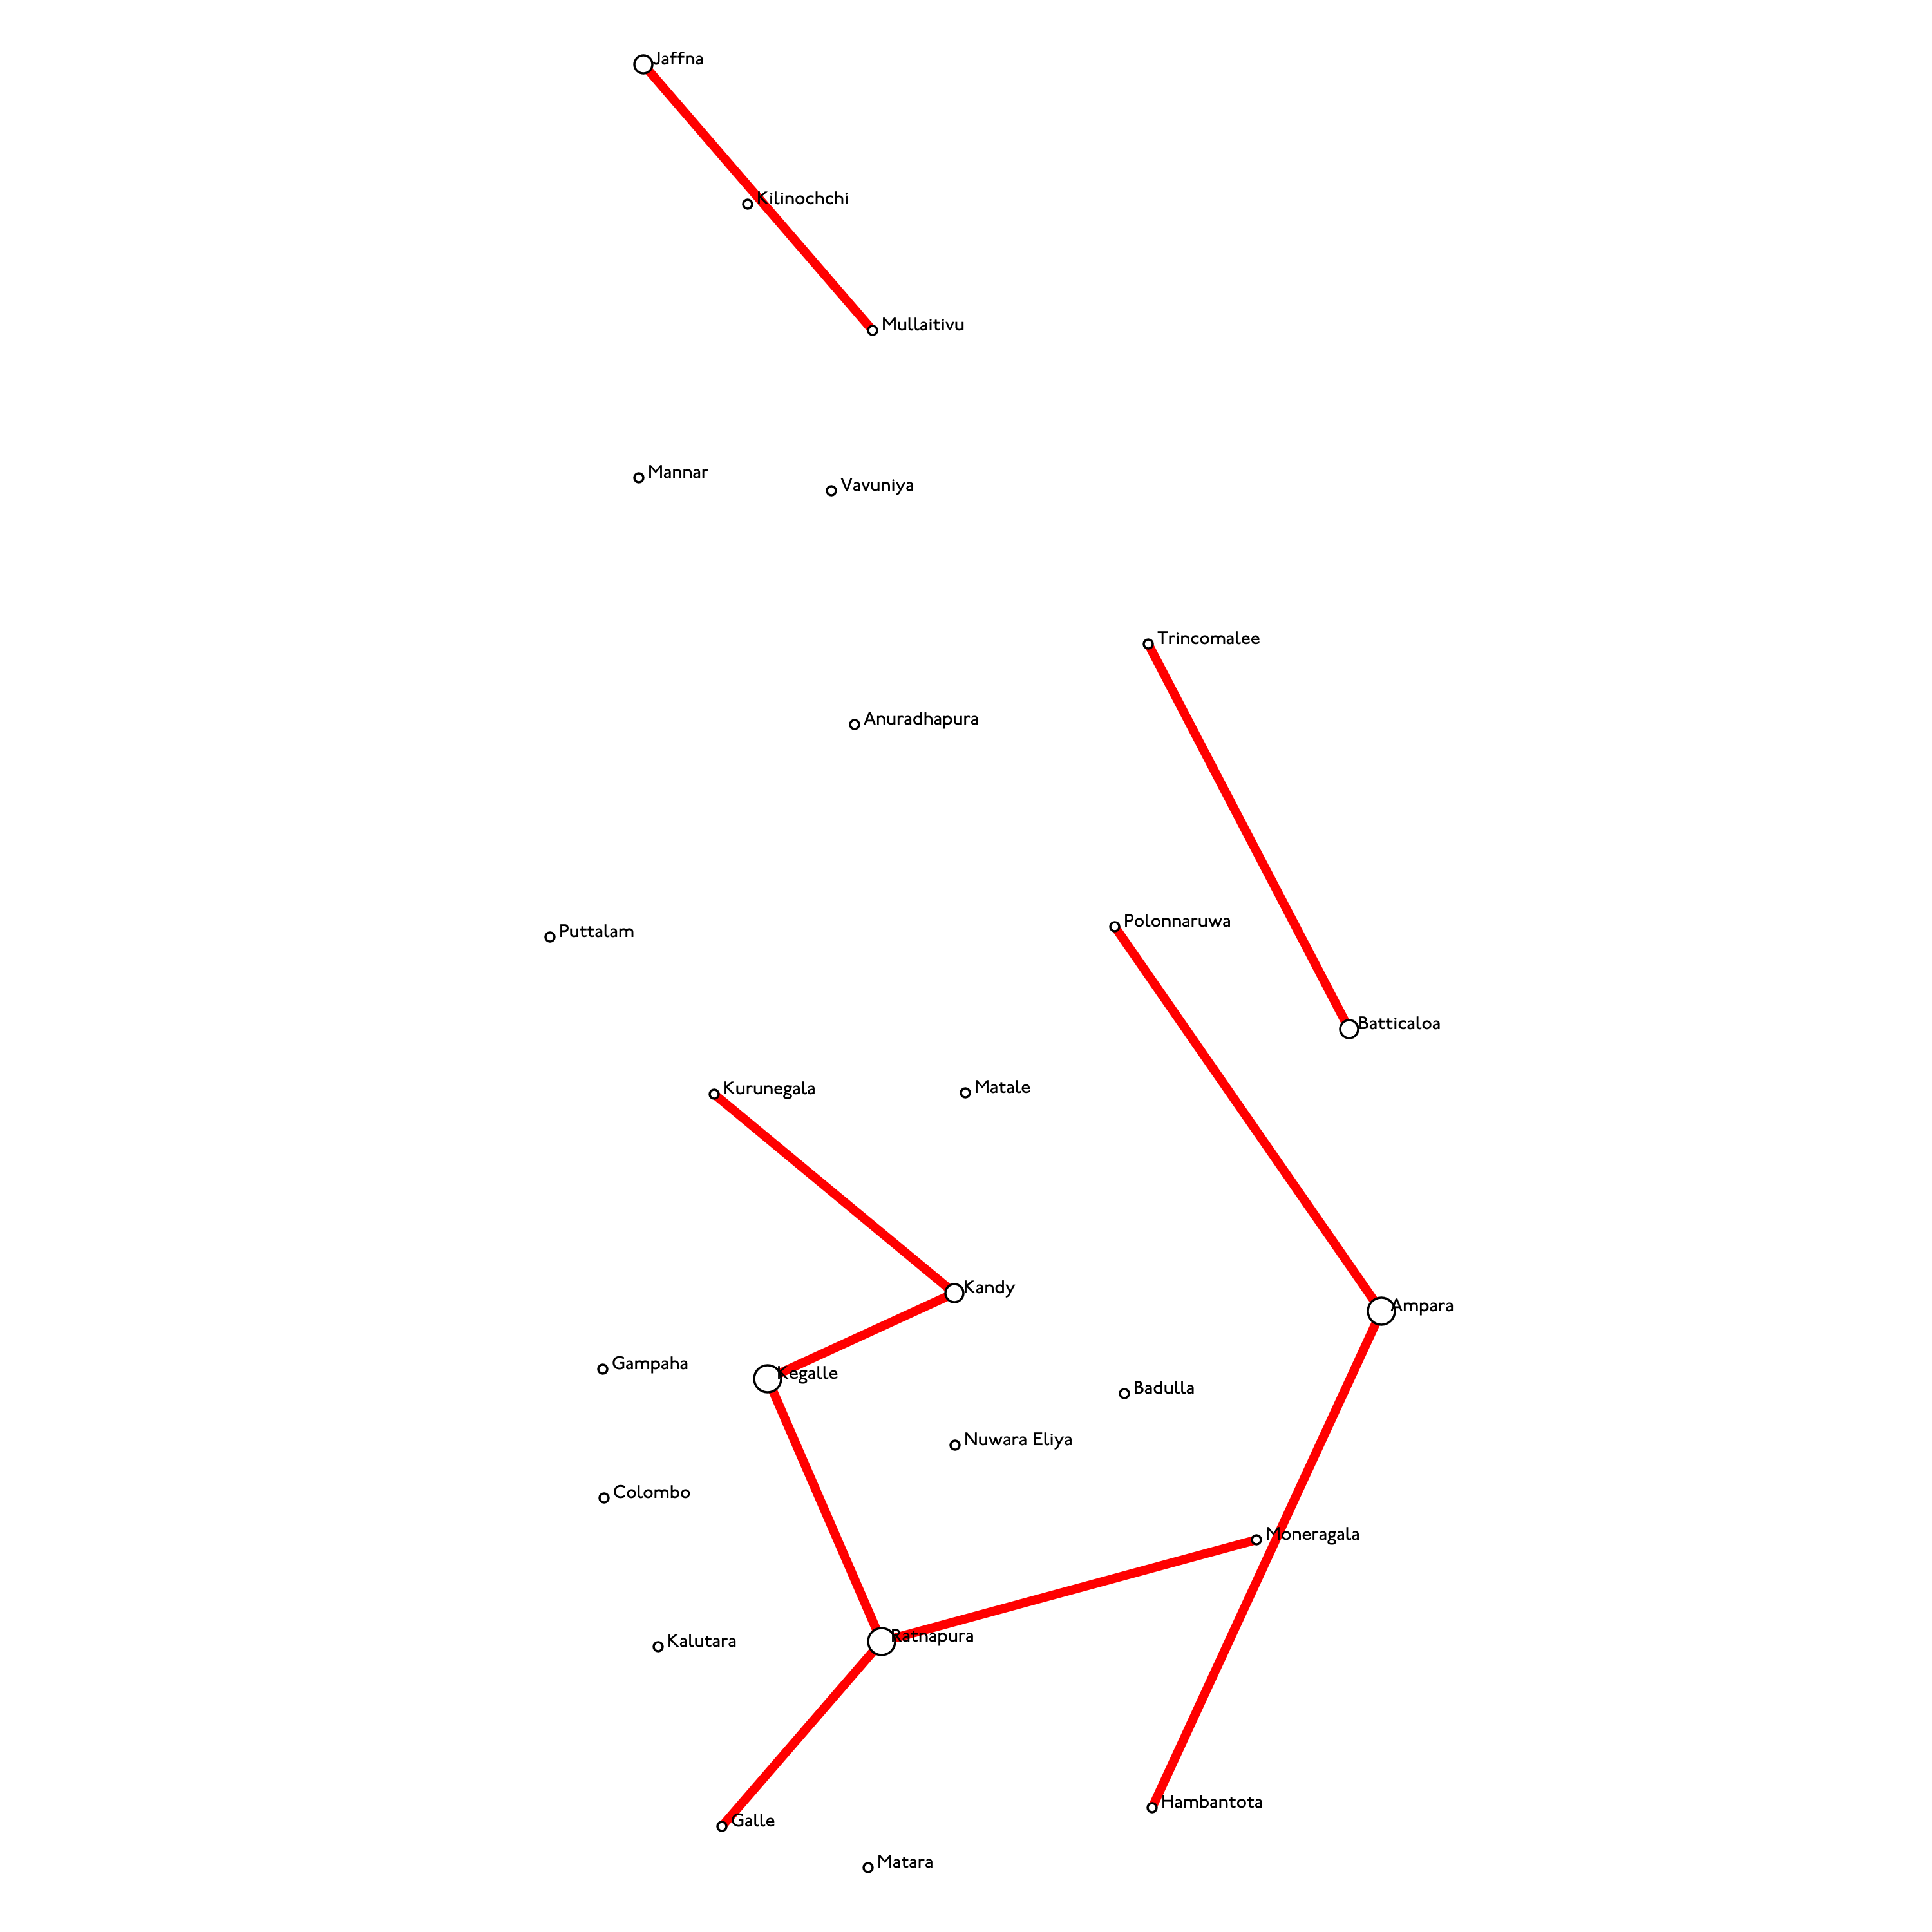 Jaffna
Kilinochchi
Mullaitivu
Mannar
Vavuniya
Trincomalee
Anuradhapura
Polonnaruwa
Puttalam
Batticaloa
Kurunegala
Matale
Kandy
Ampara
Gampaha
Kegalle
Badulla
Nuwara Eliya
Colombo
Moneragala
Ratnapura
Kalutara
Hambantota
Galle
Matara